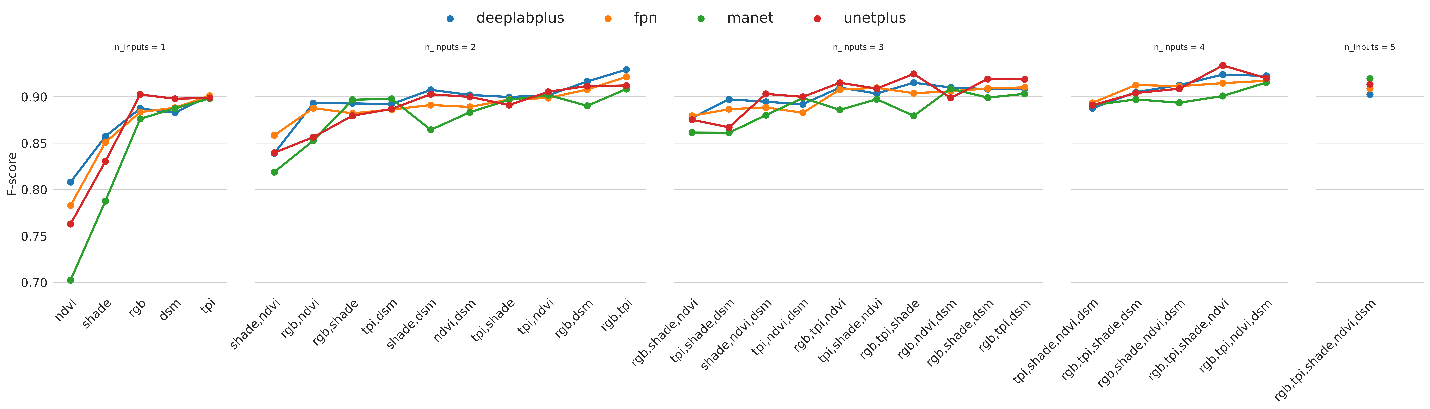 deeplabplus fpn manet unetplus
n_inputs = 1 n_inputs = 2 n_inputs = 3 n_inputs = 4 n_inputs = 5
F-score
0.90
0.85
0.80
0.75
0.70
ndvi
shade
rgb
dsm
tpi
shade,ndvi
rgb,ndvi
rgb,shade
tpi,dsm
shade,dsm
ndvi,dsm
tpi,shade
tpi,ndvi
rgb,dsm
rgb,tpi
rgb,shade,ndvi
tpi,shade,dsm
shade,ndvi,dsm
tpi,ndvi,dsm
rgb,tpi,ndvi
tpi,shade,ndvi
rgb,tpi,shade
rgb,ndvi,dsm
rgb,shade,dsm
rgb,tpi,dsm
tpi,shade,ndvi,dsm
rgb,tpi,shade,dsm
rgb,shade,ndvi,dsm
rgb,tpi,shade,ndvi
rgb,tpi,ndvi,dsm
rgb,tpi,shade,ndvi,dsm